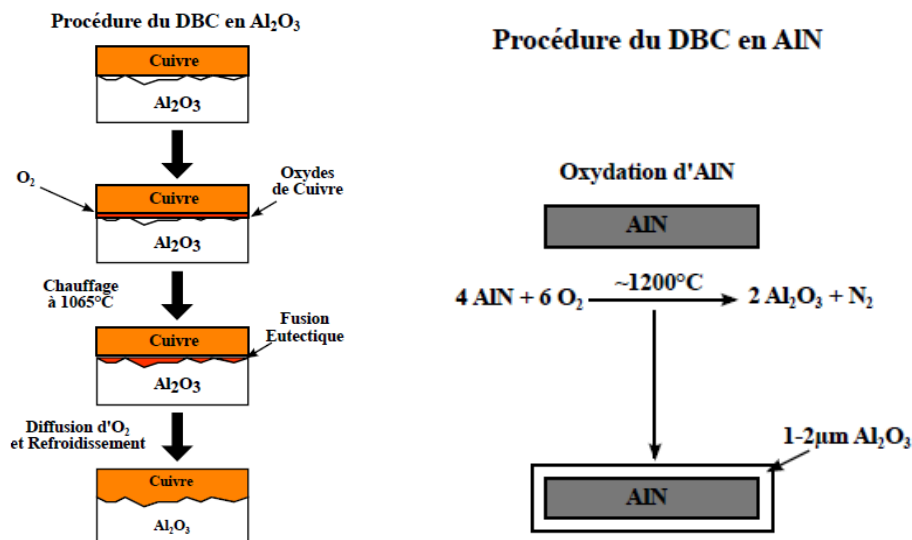 Procédure du DBC en Al₂O₃
Cuivre
Al₂O₃
O₂
Oxydes
de Cuivre
Cuivre
Al₂O₃
Chauffage
à 1065°C
Fusion
Eutectique
Cuivre
Al₂O₃
Diffusion d'O₂
et Refroidissement
Cuivre
Al₂O₃
Procédure du DBC en AlN
Oxydation d'AlN
AlN
~1200°C
4 AlN + 6 O₂ 2 Al₂O₃ + N₂
1-2µm Al₂O₃
AlN